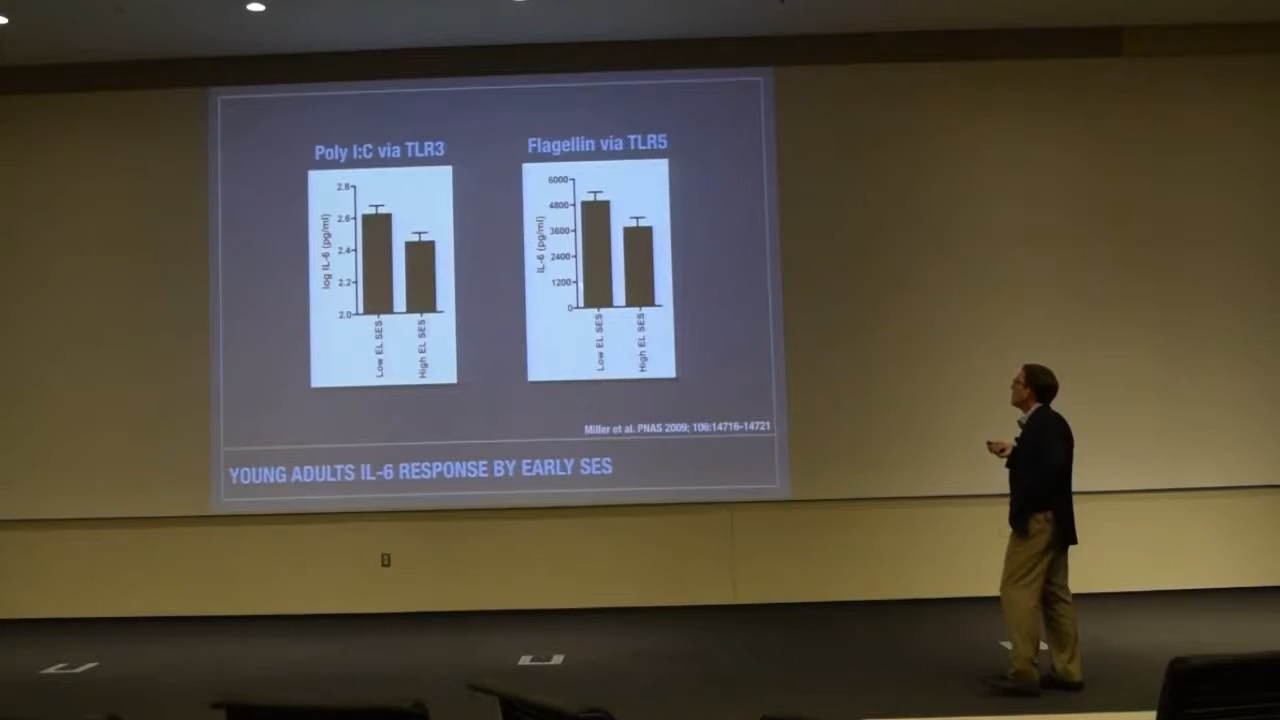 Poly I:C via TLR3
Flagellin via TLR5
log IL-6 (pg/ml)
2.8
2.6
2.4
2.2
2.0
Low EL SES
High EL SES
IL-6 (pg/ml)
6000
4800
3600
2400
1200
0
Low EL SES
High EL SES
Miller et al. PNAS 2009; 106:14716-14721
YOUNG ADULTS IL-6 RESPONSE BY EARLY SES